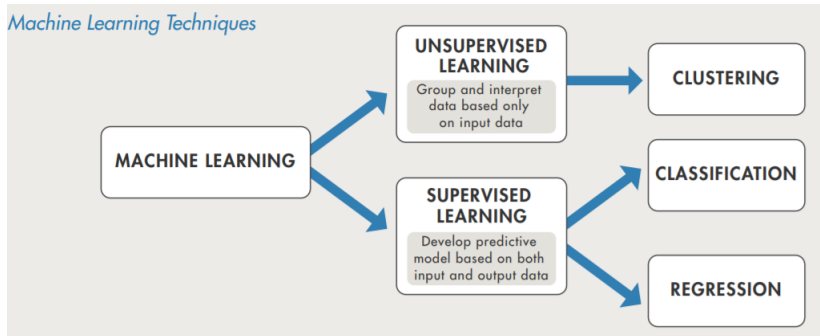 Machine Learning Techniques
MACHINE LEARNING
UNSUPERVISED
LEARNING
Group and interpret
data based only
on input data
CLUSTERING
SUPERVISED
LEARNING
Develop predictive
model based on both
input and output data
CLASSIFICATION
REGRESSION